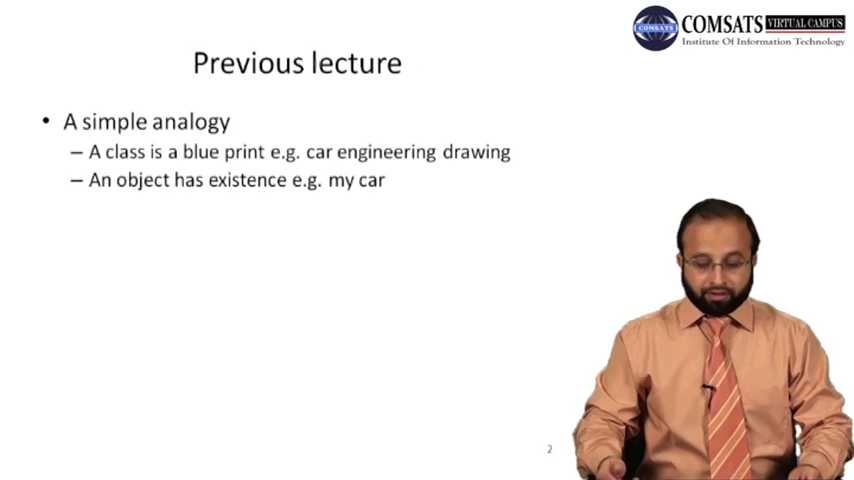 COMSATS VIRTUAL CAMPUS
COMSATS
Institute Of Information Technology
Previous lecture
• A simple analogy
– A class is a blue print e.g. car engineering drawing
– An object has existence e.g. my car
2